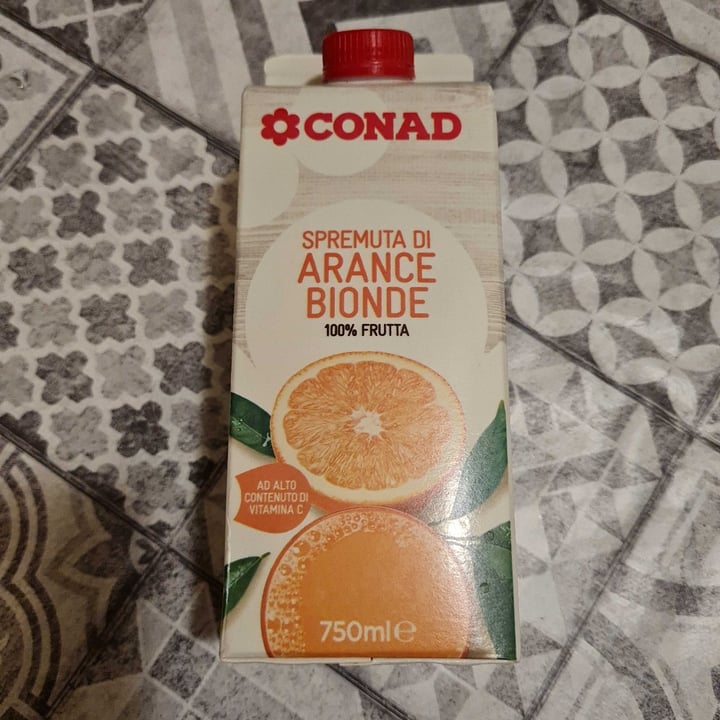 CONAD
SPREMUTA DI
ARANCE
BIONDE
100% FRUTTA
AD ALTO
CONTENUTO DI
VITAMINA C
750ml ℮